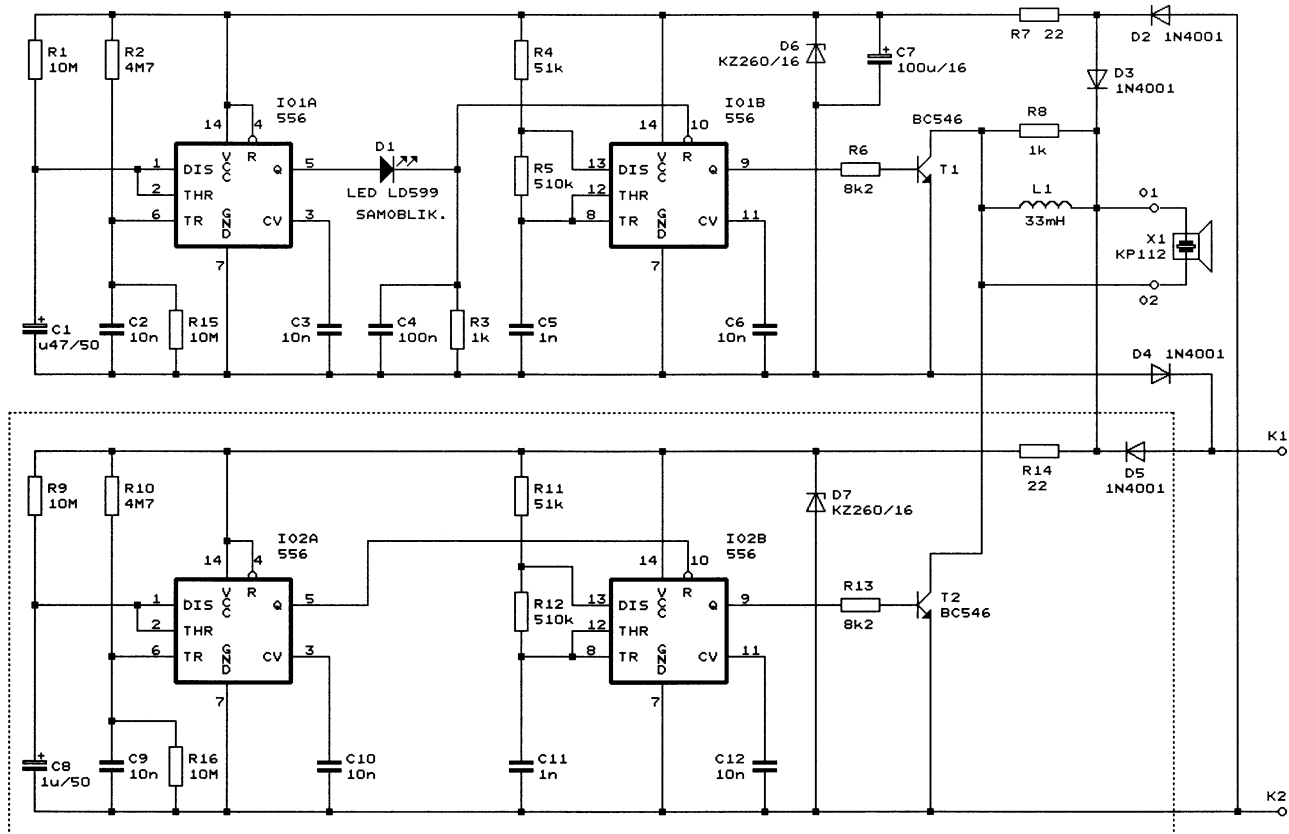 R1
10M
R2
4M7
R4
51k
D6
KZ260/16
C7
+
100u/16
R7 22
D2 1N4001
D3
1N4001
IO1A
556
14
4
VCC
R
1
DIS
Q
5
2
THR
6
TR
GND
CV
3
7
D1
LED LD599
SAMOBLIK.
R5
510k
IO1B
556
14
10
VCC
R
13
DIS
Q
9
12
THR
8
TR
GND
CV
11
7
R6
8k2
BC546
T1
R8
1k
L1
33mH
O1
X1
KP112
O2
+
C1
u47/50
C2
10n
R15
10M
C3
10n
C4
100n
R3
1k
C5
1n
C6
10n
D4 1N4001
K1
R9
10M
R10
4M7
R11
51k
D7
KZ260/16
R14
22
D5
1N4001
IO2A
556
14
4
VCC
R
1
DIS
Q
5
2
THR
6
TR
GND
CV
3
7
R12
510k
IO2B
556
14
10
VCC
R
13
DIS
Q
9
12
THR
8
TR
GND
CV
11
7
R13
8k2
T2
BC546
+
C8
1u/50
C9
10n
R16
10M
C10
10n
C11
1n
C12
10n
K2